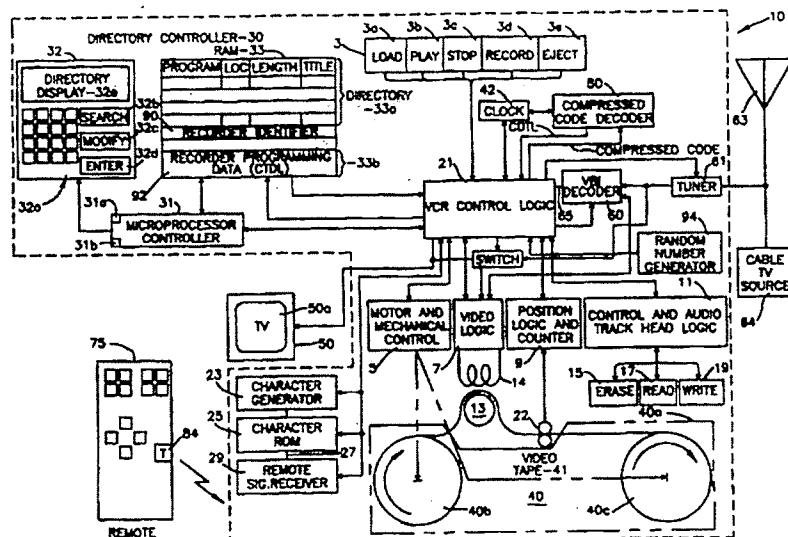 10
DIRECTORY CONTROLLER-30
3a 3b 3c 3d 3e
3
LOAD PLAY STOP RECORD EJECT
32
RAM-33
PROGRAM LOC LENGTH TITLE
DIRECTORY DISPLAY-32e
DIRECTORY -33a
32b
SEARCH
32c
MODIFY
32d
ENTER
32a
90
RECORDER IDENTIFIER
RECORDER PROGRAMMING DATA (CTDL)
-33b
92
42
CLOCK
80
COMPRESSED CODE DECODER
CDTL
COMPRESSED CODE
63
21
VCR CONTROL LOGIC
65
VBI DECODER
60
61
TUNER
31a
31
MICROPROCESSOR CONTROLLER
31b
SWITCH
94
RANDOM NUMBER GENERATOR
CABLE TV SOURCE
64
11
TV
50a
50
MOTOR AND MECHANICAL CONTROL
5
VIDEO LOGIC
7
POSITION LOGIC AND COUNTER
9
CONTROL AND AUDIO TRACK HEAD LOGIC
75
23
CHARACTER GENERATOR
14
15
17
19
ERASE READ WRITE
25
CHARACTER ROM
13
22
40a
27
84
T
29
REMOTE SIG.RECEIVER
VIDEO TAPE-41
40
40b
40c
REMOTE